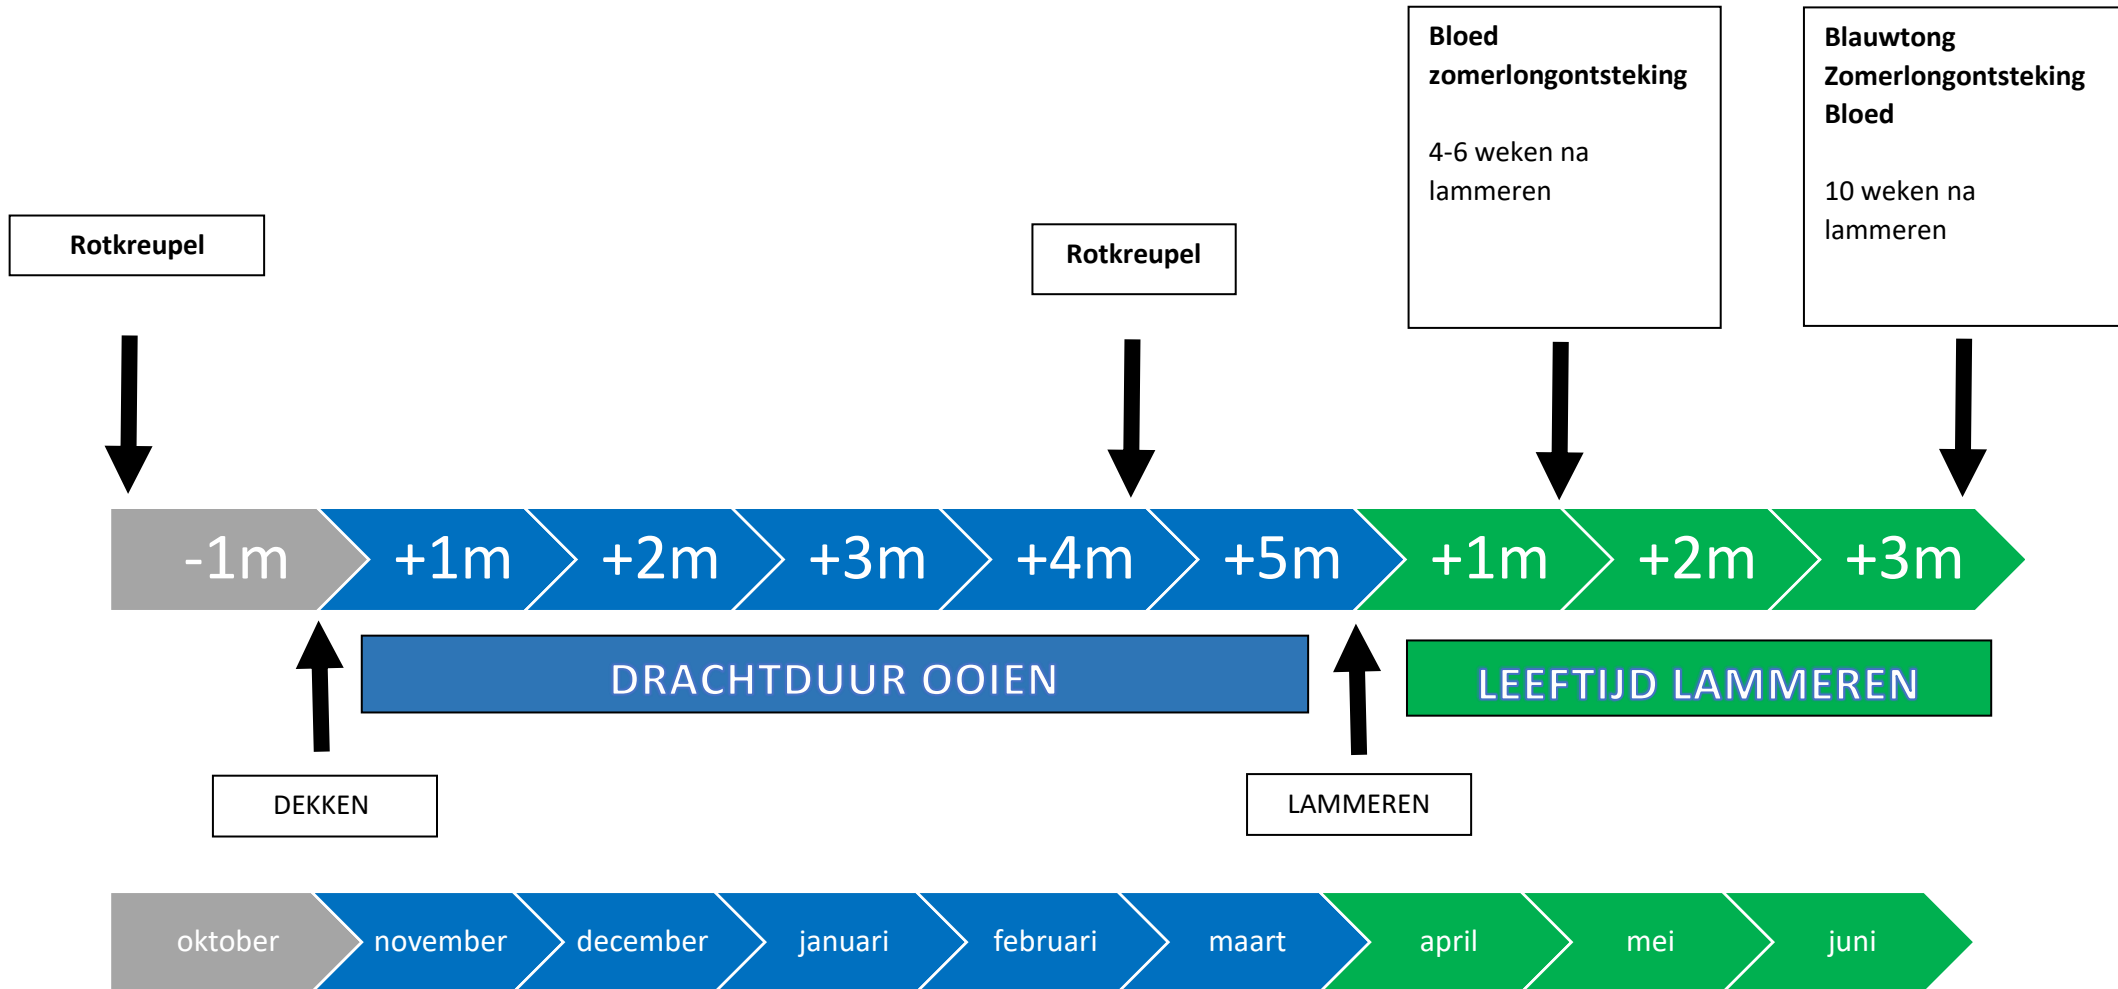 Bloed
zomerlongontsteking
4-6 weken na
lammeren
Blauwtong
Zomerlongontsteking
Bloed
10 weken na
lammeren
Rotkreupel
Rotkreupel
-1m
+1m
+2m
+3m
+4m
+5m
+1m
+2m
+3m
DRACHTDUUR OOIEN
LEEFTIJD LAMMEREN
DEKKEN
LAMMEREN
oktober
november
december
januari
februari
maart
april
mei
juni